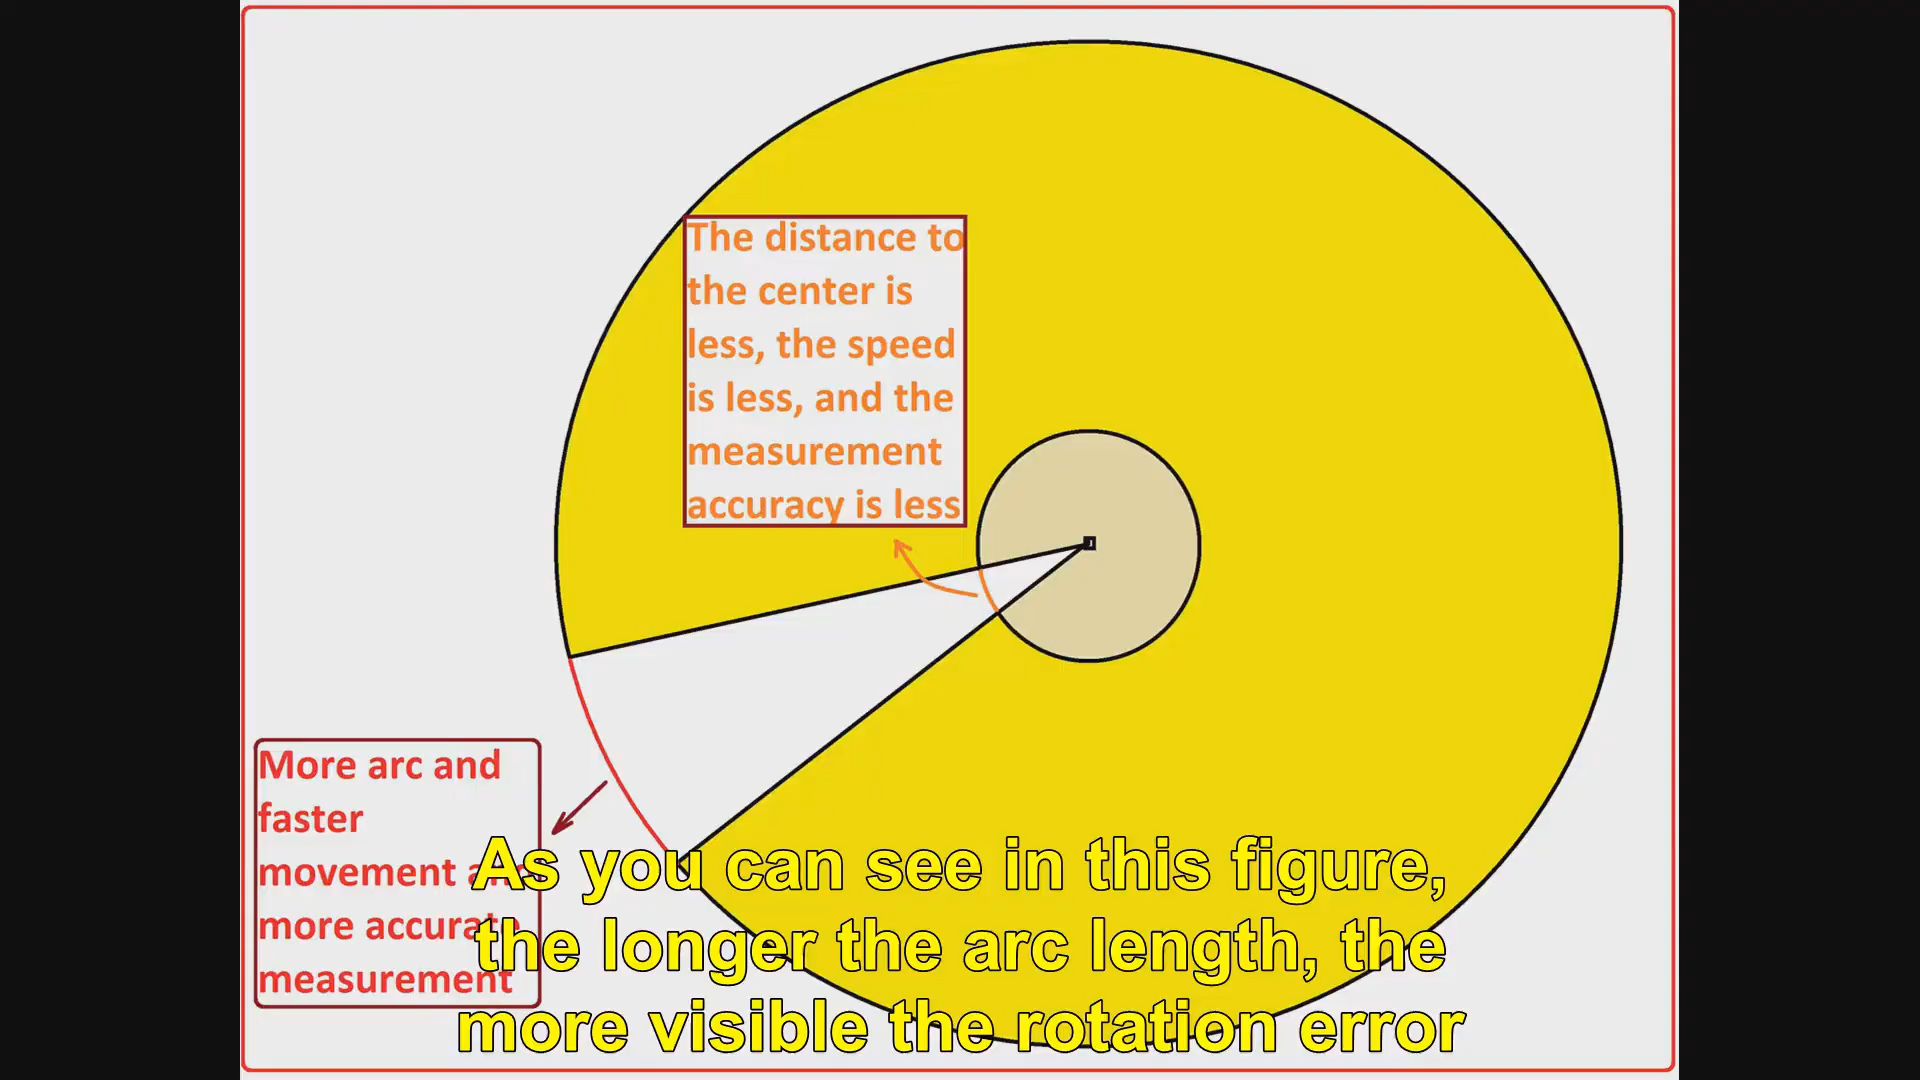 The distance to
the center is
less, the speed
is less, and the
measurement
accuracy is less
More arc and
faster
movement and
more accurate
measurement
As you can see in this figure,
the longer the arc length, the
more visible the rotation error